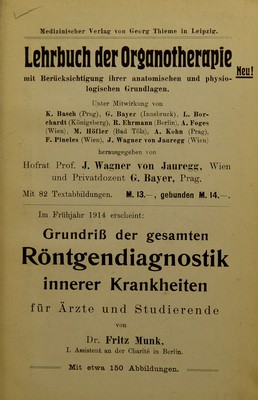 Medizinischer Verlag von Georg Thieme in Leipzig.
Lehrbuch der Organotherapie
Neu!
mit Berücksichtigung ihrer anatomischen und physio-
logischen Grundlagen.
Unter Mitwirkung von
K. Basch (Prag), G. Bayer (Innsbruck), L. Bor-
chardt (Königsberg), R. Ehrmann (Berlin), A. Foges
(Wien), M. Höfler (Bad Tölz), A. Kohn (Prag),
F. Pineles (Wien), J. Wagner von Jauregg (Wien)
herausgegeben von
Hofrat Prof. J. Wagner von Jauregg, Wien
und Privatdozent G. Bayer, Prag.
Mit 82 Textabbildungen. M. 13.—, gebunden M. 14.—.
Im Frühjahr 1914 erscheint:
Grundriß der gesamten
Röntgendiagnostik
innerer Krankheiten
für Ärzte und Studierende
von
Dr. Fritz Munk,
I. Assistent an der Charité in Berlin.
Mit etwa 150 Abbildungen.